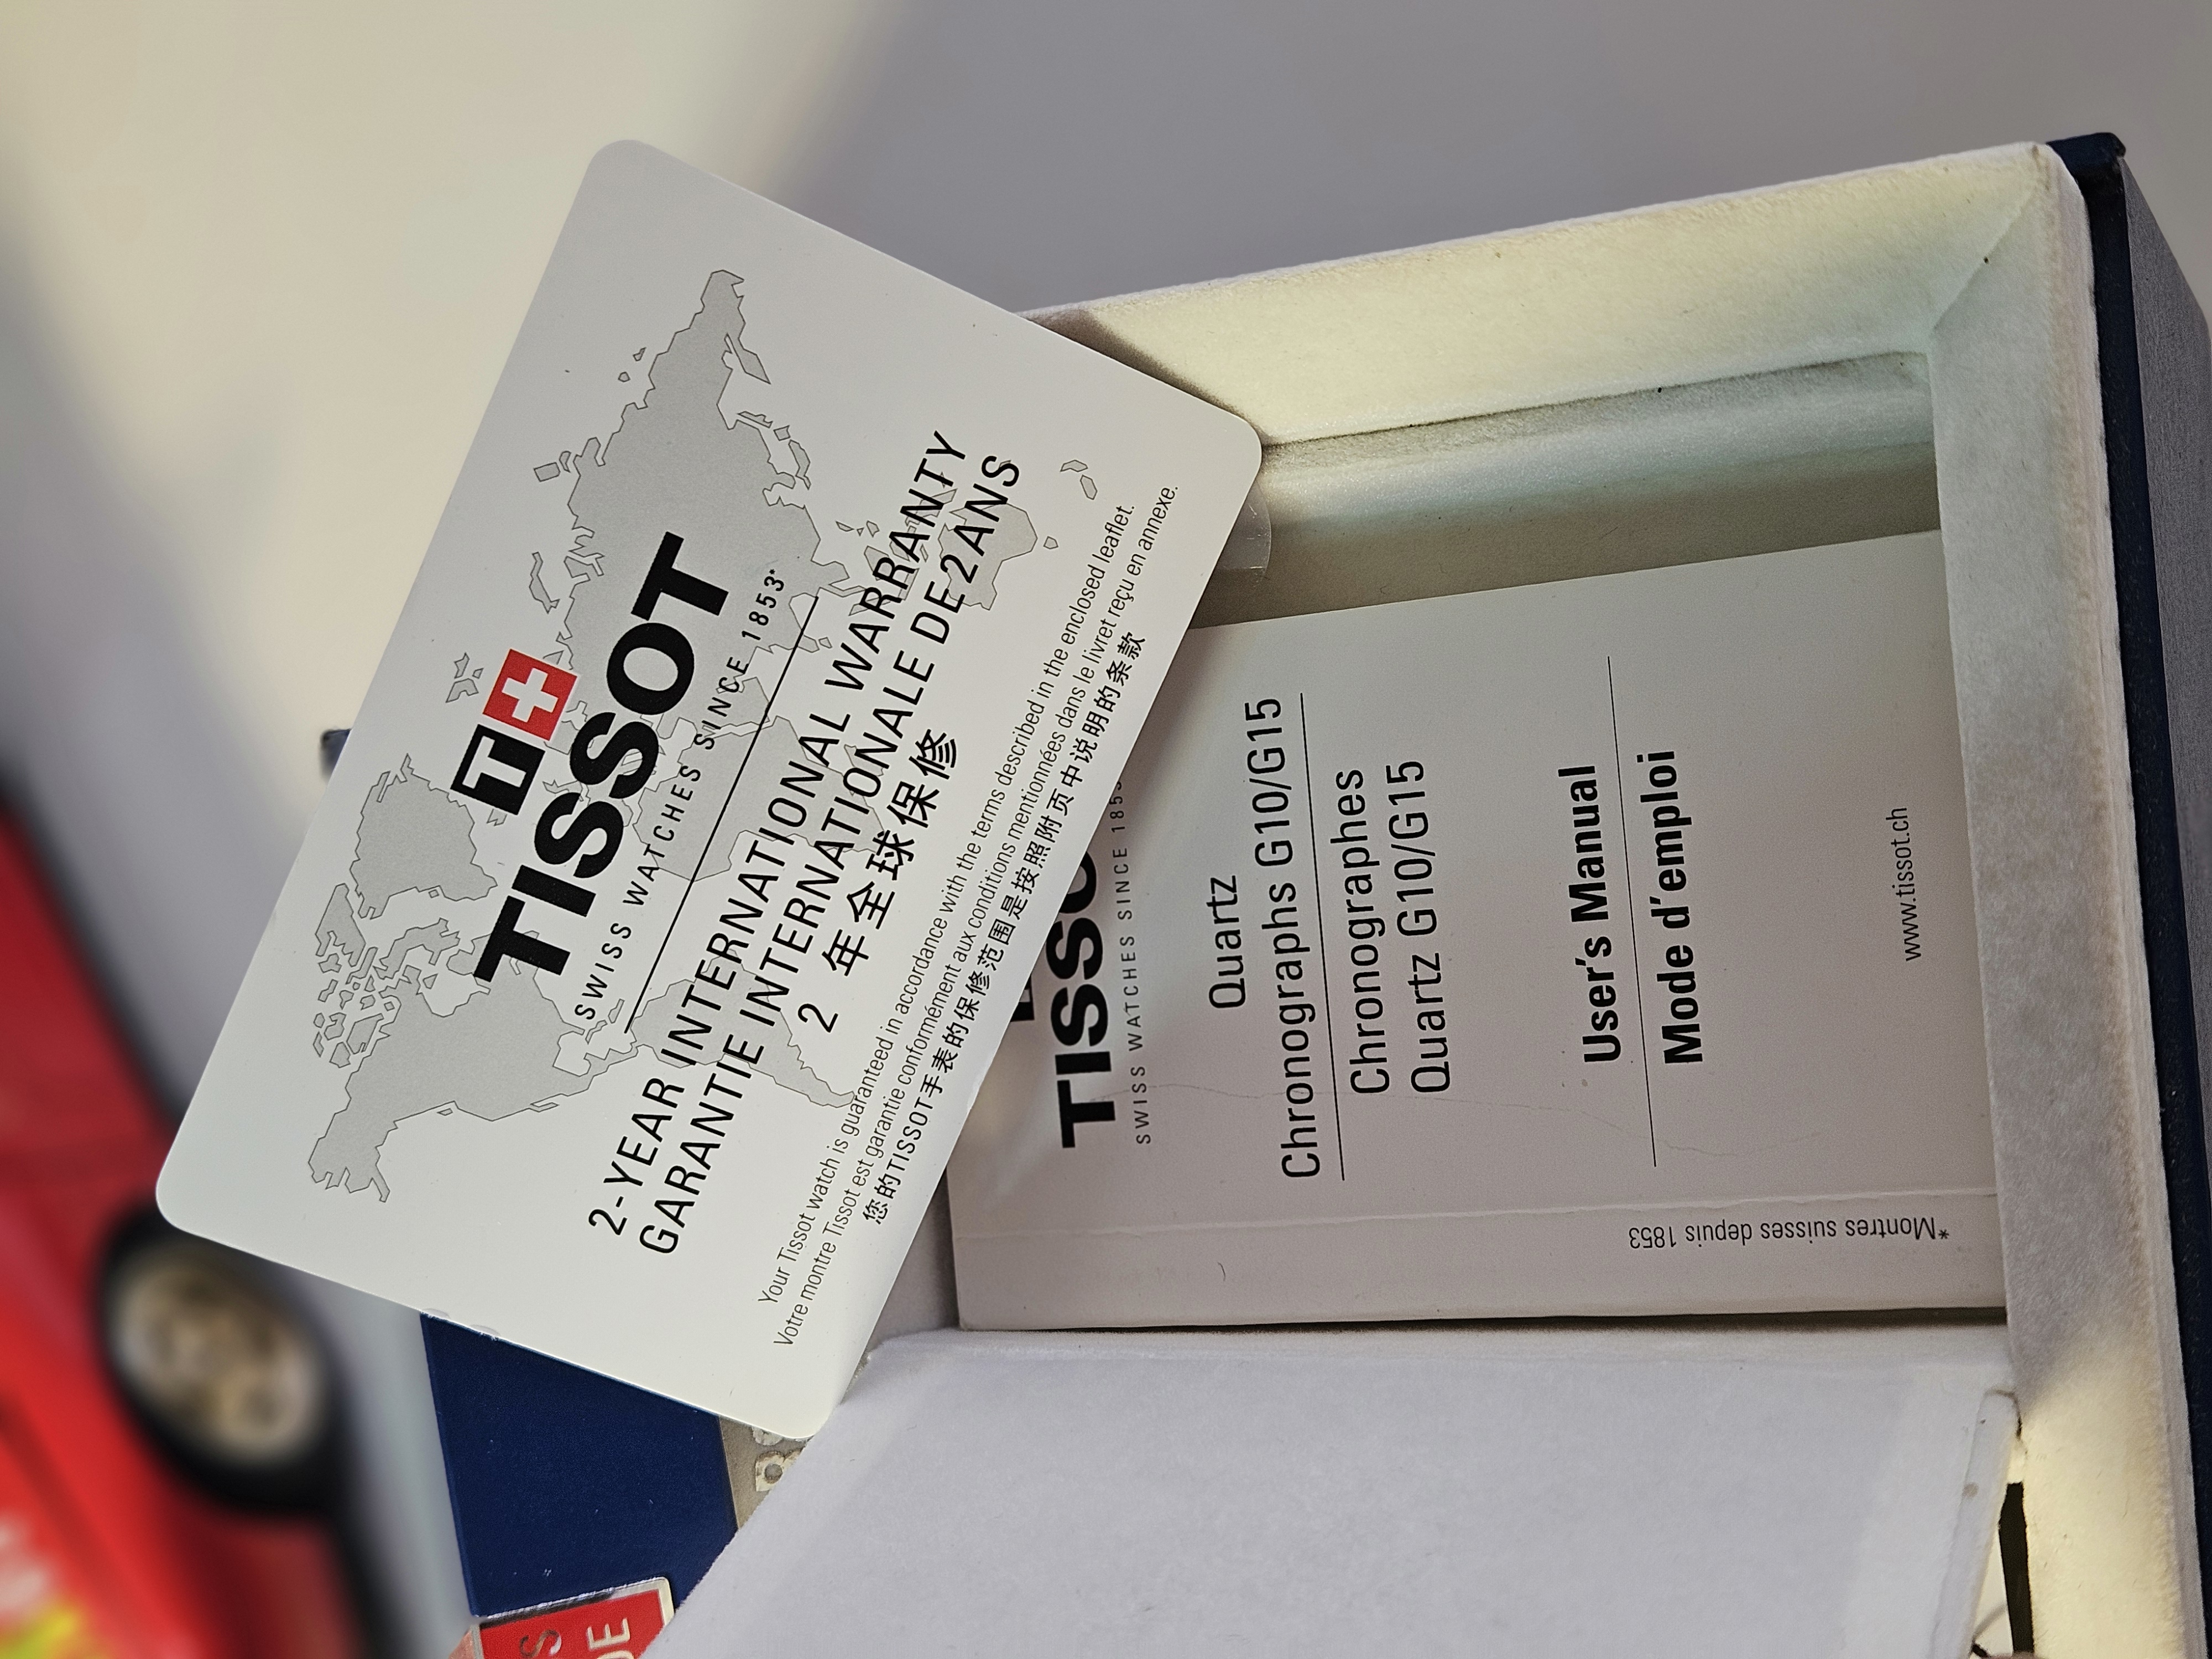 TISSOT
SWISS WATCHES SINCE 1853*
2-YEAR INTERNATIONAL WARRANTY
GARANTIE INTERNATIONALE DE 2 ANS
2 年全球保修
Your Tissot watch is guaranteed in accordance with the terms described in the enclosed leaflet.
Votre montre Tissot est garantie conformément aux conditions mentionnées dans le livret reçu en annexe.
您的TISSOT手表的保修范围是按照附页中说明的条款
TISSO
SWISS WATCHES SINCE 1853
Quartz
Chronographs G10/G15
Chronographes
Quartz G10/G15
User's Manual
Mode d'emploi
www.tissot.ch
*Montres suisses depuis 1853